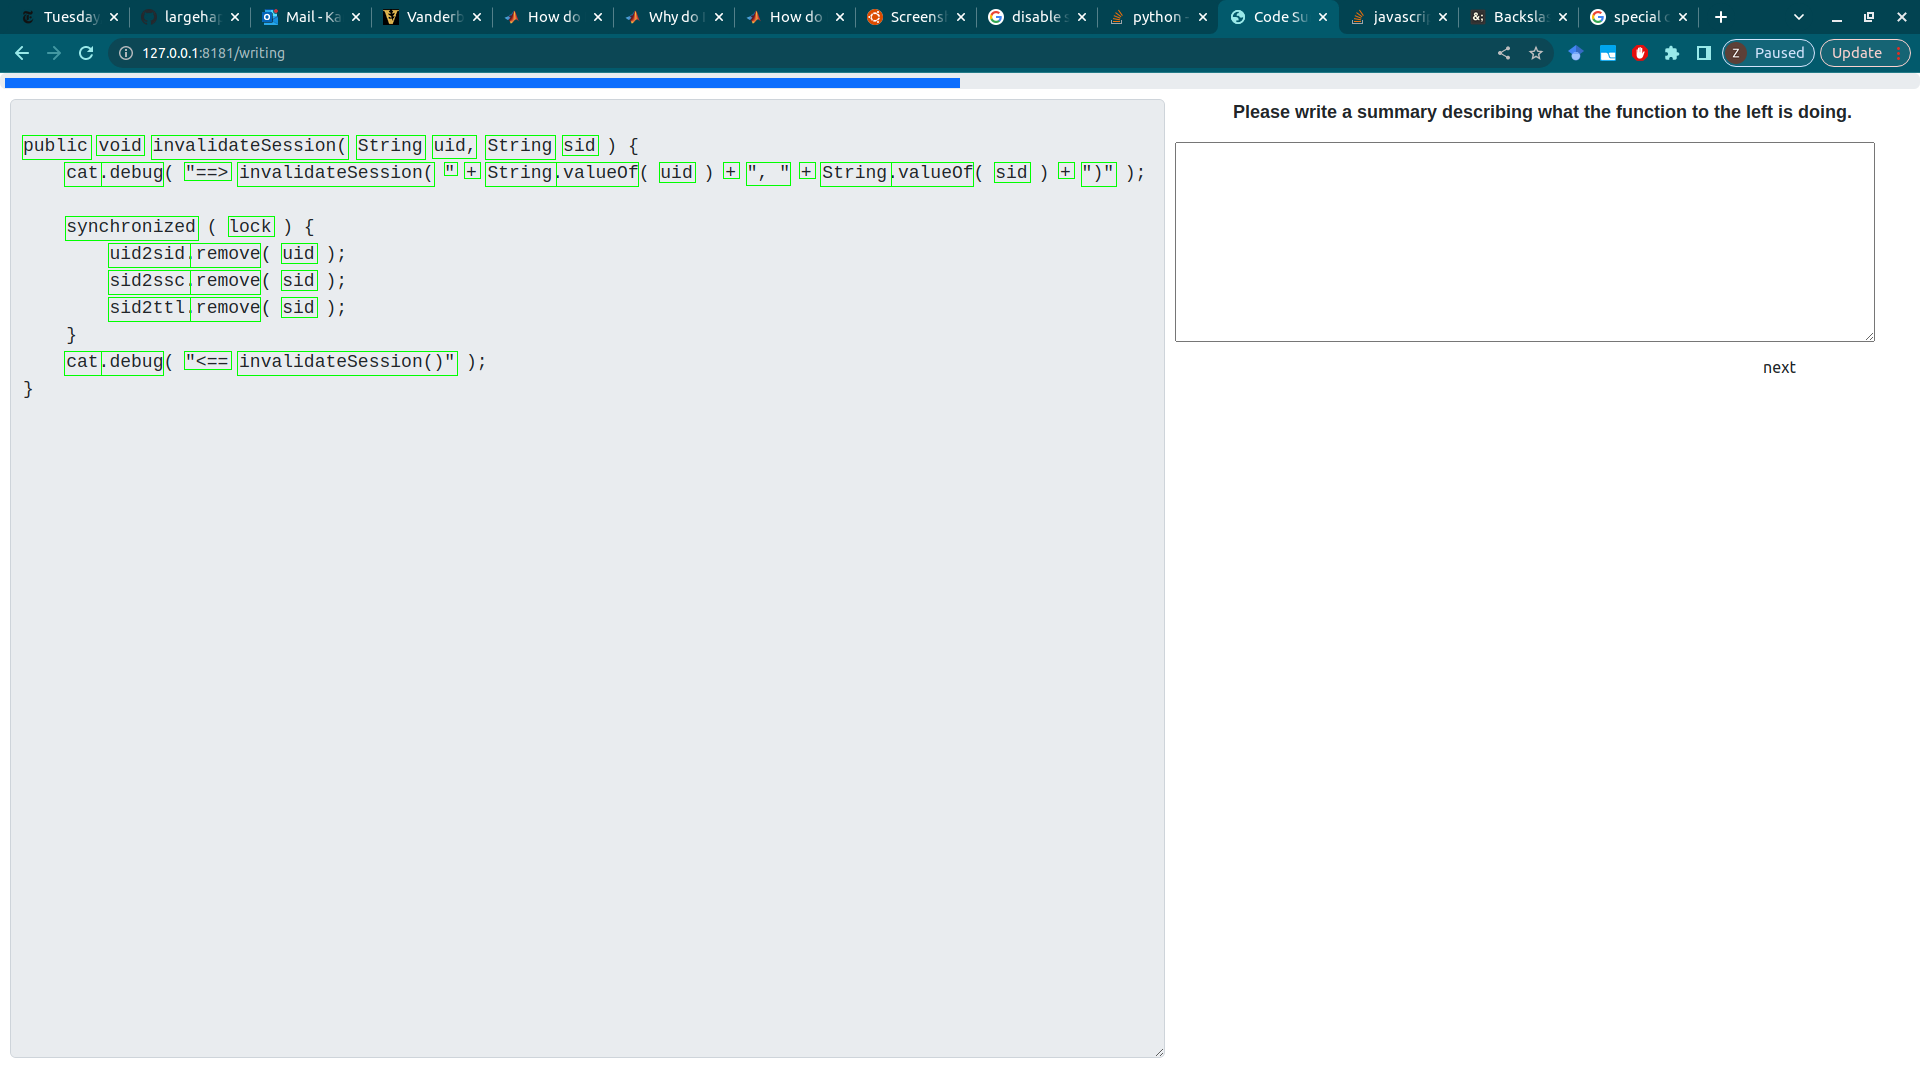 Tuesday
largehap
Mail - Ka
Vanderb
How do
Why do
How do
Screens
disable s
python -
Code Su
javascrip
Backslas
special c
127.0.0.1:8181/writing
Z Paused
Update
Please write a summary describing what the function to the left is doing.
public void invalidateSession( String uid, String sid ) {
cat.debug( "==> invalidateSession( " + String.valueOf( uid ) + ", " + String.valueOf( sid ) + ")" );
synchronized ( lock ) {
uid2sid.remove( uid );
sid2ssc.remove( sid );
sid2ttl.remove( sid );
}
cat.debug( "<== invalidateSession()" );
}
next